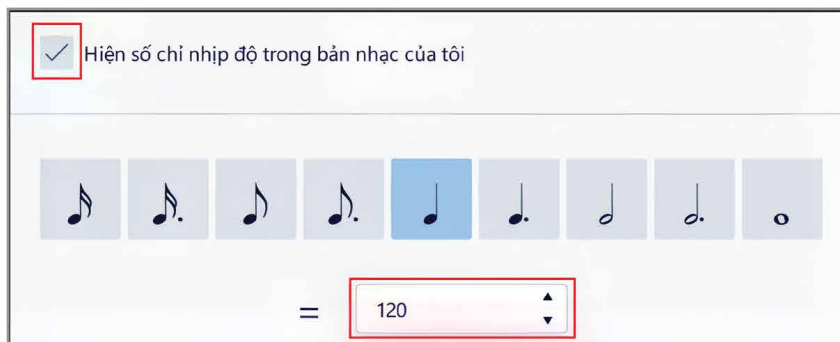 Hiện số chỉ nhịp độ trong bản nhạc của tôi
= 120